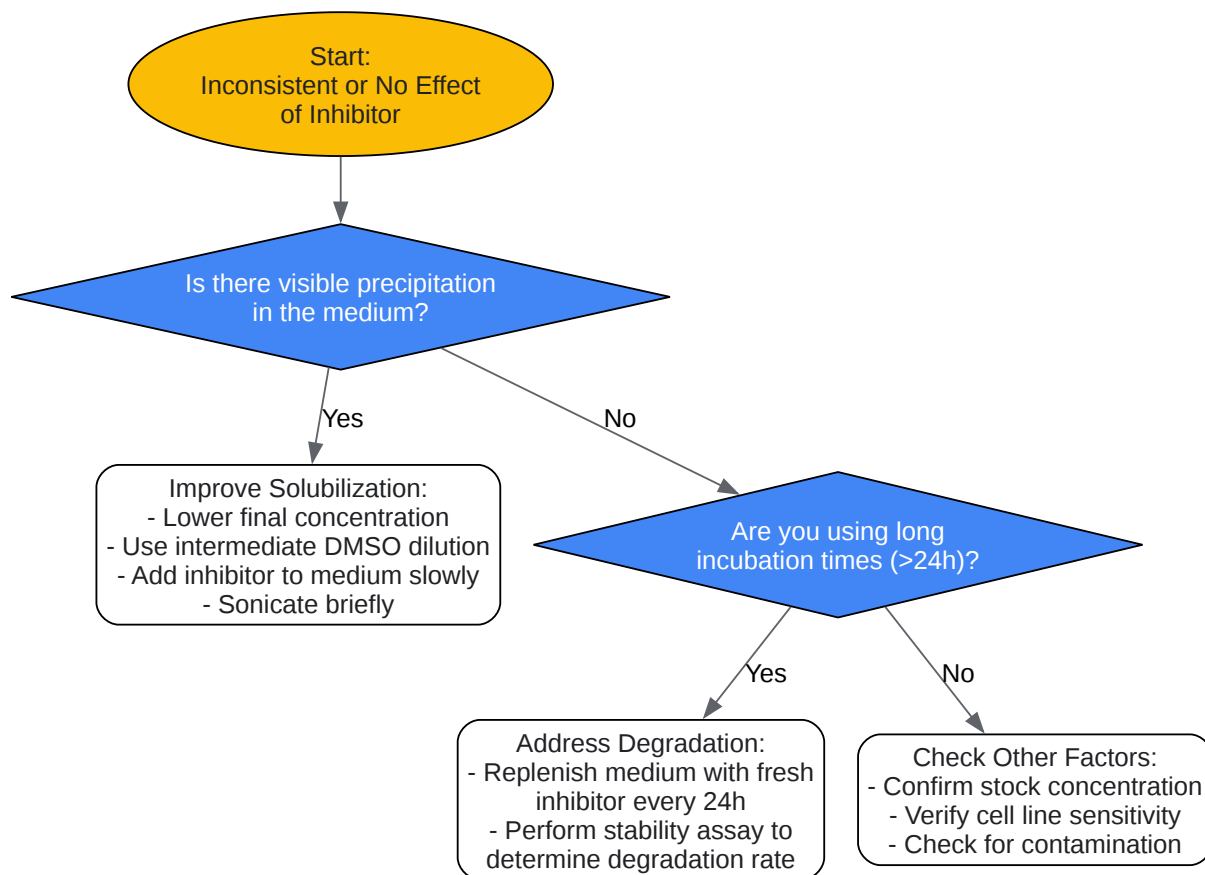 Start:
Inconsistent or No Effect
of Inhibitor
Is there visible precipitation
in the medium?
Yes
No
Improve Solubilization:
- Lower final concentration
- Use intermediate DMSO dilution
- Add inhibitor to medium slowly
- Sonicate briefly
Are you using long
incubation times (>24h)?
Yes
No
Address Degradation:
- Replenish medium with fresh
inhibitor every 24h
- Perform stability assay to
determine degradation rate
Check Other Factors:
- Confirm stock concentration
- Verify cell line sensitivity
- Check for contamination